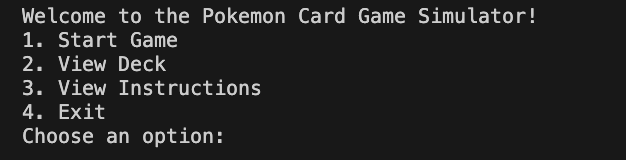 Welcome to the Pokemon Card Game Simulator!
1. Start Game
2. View Deck
3. View Instructions
4. Exit
Choose an option: